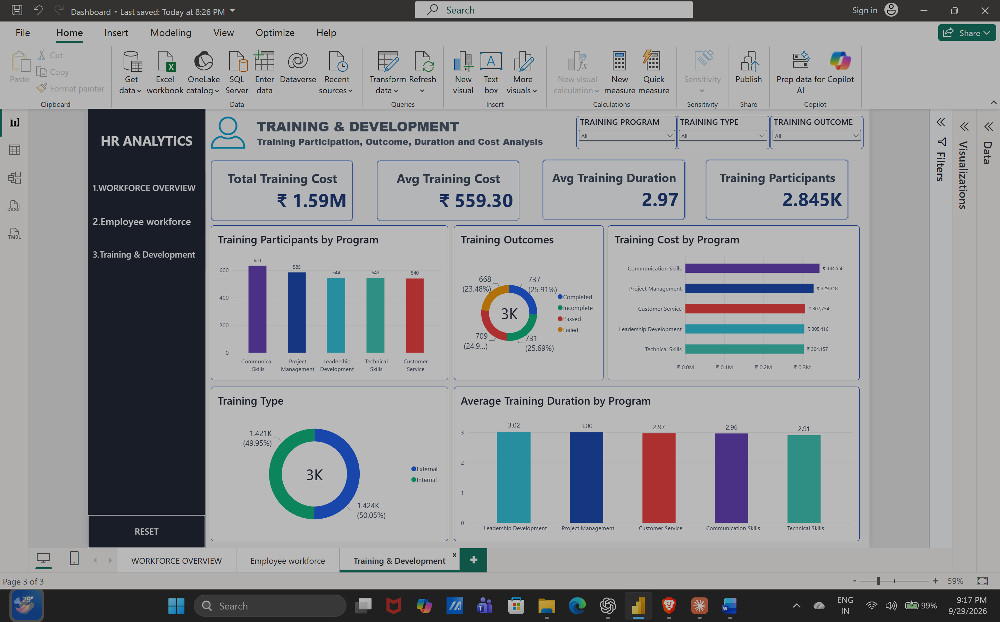 Dashboard • Last saved: Today at 8:26 PM
Search
Sign in
File
Home
Insert
Modeling
View
Optimize
Help
Share
Paste
Cut
Copy
Format painter
Clipboard
Get data
Excel workbook
OneLake catalog
SQL Server
Enter data
Dataverse
Recent sources
Data
Transform data
Refresh
Queries
New visual
Text box
More visuals
Insert
New visual calculation
New measure
Quick measure
Calculations
Sensitivity
Sensitivity
Publish
Share
Prep data for AI
Copilot
Copilot
DAX
TMDL
HR ANALYTICS
1.WORKFORCE OVERVIEW
2.Employee workforce
3.Training & Development
RESET
TRAINING & DEVELOPMENT
Training Participation, Outcome, Duration and Cost Analysis
TRAINING PROGRAM
All
TRAINING TYPE
All
TRAINING OUTCOME
All
Total Training Cost
₹ 1.59M
Avg Training Cost
₹ 559.30
Avg Training Duration
2.97
Training Participants
2.845K
Training Participants by Program
600
400
200
0
633
585
544
543
540
Communica... Skills
Project Management
Leadership Development
Technical Skills
Customer Service
Training Outcomes
668 (23.48%)
737 (25.91%)
709 (24.9...)
731 (25.69%)
3K
Completed
Incomplete
Passed
Failed
Training Cost by Program
Communication Skills ₹ 344,558
Project Management ₹ 329,318
Customer Service ₹ 307,754
Leadership Development ₹ 305,416
Technical Skills ₹ 304,157
₹ 0.0M ₹ 0.1M ₹ 0.2M ₹ 0.3M
Training Type
1.421K (49.95%)
3K
1.424K (50.05%)
External
Internal
Average Training Duration by Program
3
2
1
0
3.02
3.00
2.97
2.96
2.91
Leadership Development
Project Management
Customer Service
Communication Skills
Technical Skills
Filters
Visualizations
Data
WORKFORCE OVERVIEW
Employee workforce
Training & Development
x
+
Page 3 of 3
- + 59%
29°
Search
ENG IN
99%
9:17 PM
9/29/2026